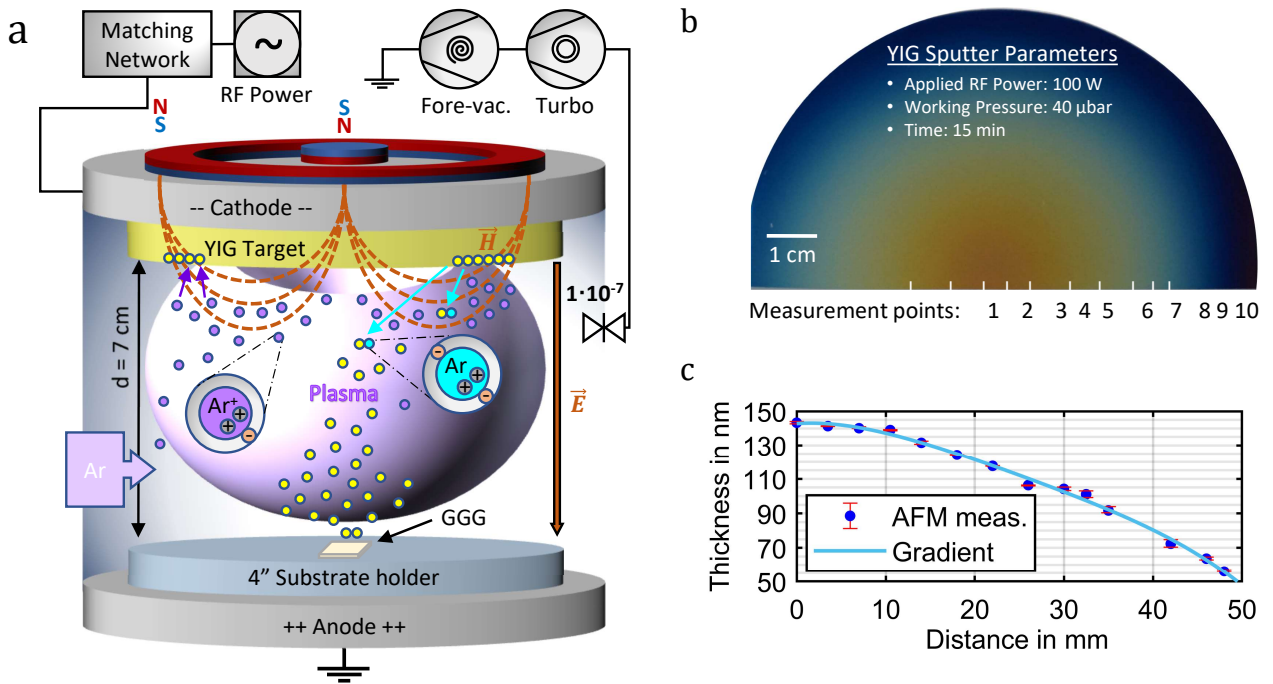 a
Matching
Network
~
RF Power
Fore-vac.
Turbo
N
S
S
N
-- Cathode --
YIG Target
H
1·10⁻⁷
d = 7 cm
Ar⁺
+
+
-
Plasma
Ar
+
+
-
-
E
Ar
GGG
4” Substrate holder
++ Anode ++
b
YIG Sputter Parameters
• Applied RF Power: 100 W
• Working Pressure: 40 µbar
• Time: 15 min
1 cm
Measurement points: 1 2 3 4 5 6 7 8 9 10
c
Thickness in nm
150
130
110
90
70
50
AFM meas.
Gradient
0 10 20 30 40 50
Distance in mm